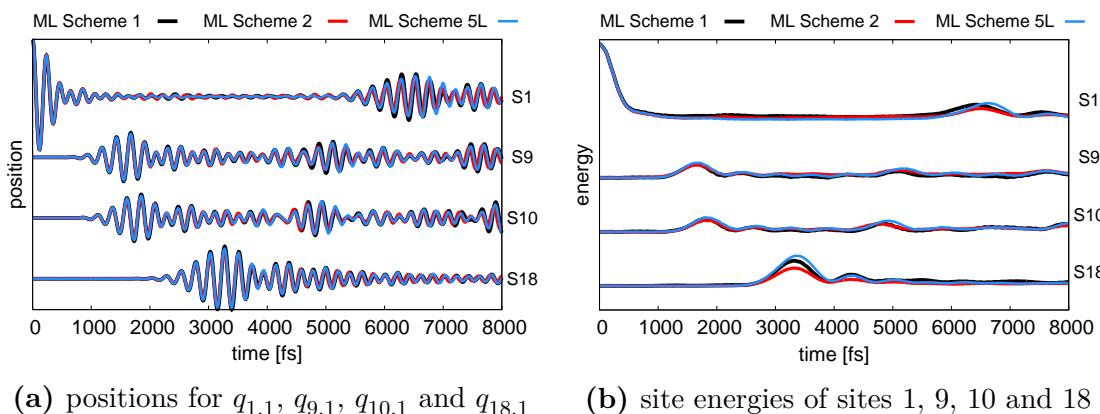 ML Scheme 1 ML Scheme 2 ML Scheme 5L
position
S1
S9
S10
S18
0 1000 2000 3000 4000 5000 6000 7000 8000
time [fs]
(a) positions for q1,1, q9,1, q10,1 and q18,1
ML Scheme 1 ML Scheme 2 ML Scheme 5L
energy
S1
S9
S10
S18
0 1000 2000 3000 4000 5000 6000 7000 8000
time [fs]
(b) site energies of sites 1, 9, 10 and 18